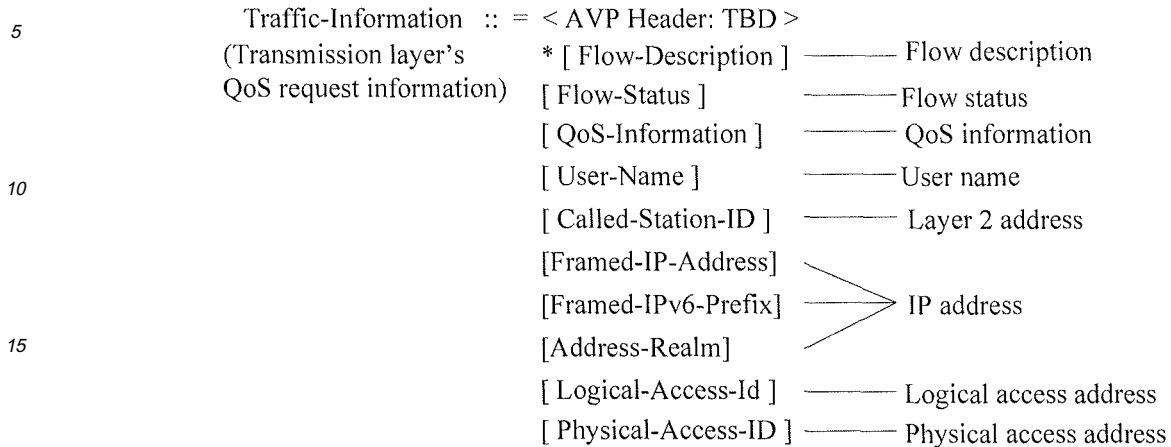 5
Traffic-Information :: = < AVP Header: TBD >
(Transmission layer's * [ Flow-Description ] Flow description
QoS request information) [ Flow-Status ] Flow status
[ QoS-Information ] QoS information
10 [ User-Name ] User name
[ Called-Station-ID ] Layer 2 address
[Framed-IP-Address]
[Framed-IPv6-Prefix] IP address
15 [Address-Realm]
[ Logical-Access-Id ] Logical access address
[ Physical-Access-ID ] Physical access address